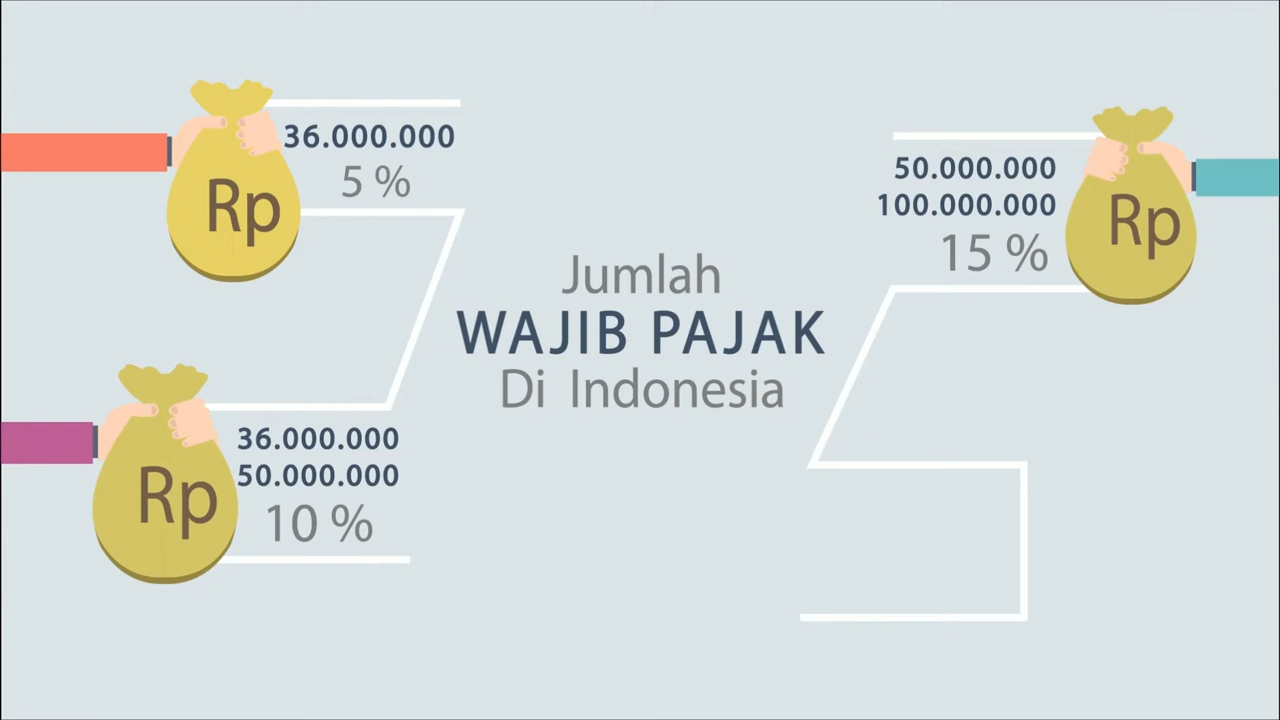 Rp
36.000.000
5 %
Rp
36.000.000
50.000.000
10 %
Jumlah
WAJIB PAJAK
Di Indonesia
50.000.000
100.000.000
15 %
Rp